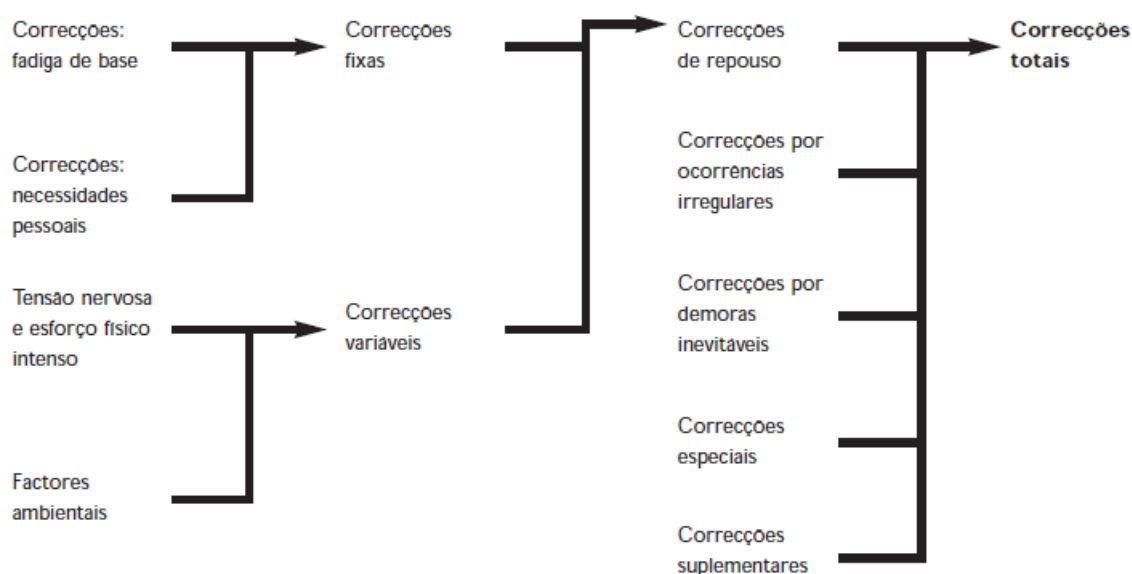 Correcções:
fadiga de base
Correcções:
necessidades
pessoais
Tensão nervosa
e esforço físico
intenso
Factores
ambientais
Correcções
fixas
Correcções
variáveis
Correcções
de repouso
Correcções por
ocorrências
irregulares
Correcções por
demoras
inevitáveis
Correcções
especiais
Correcções
suplementares
Correcções
totais